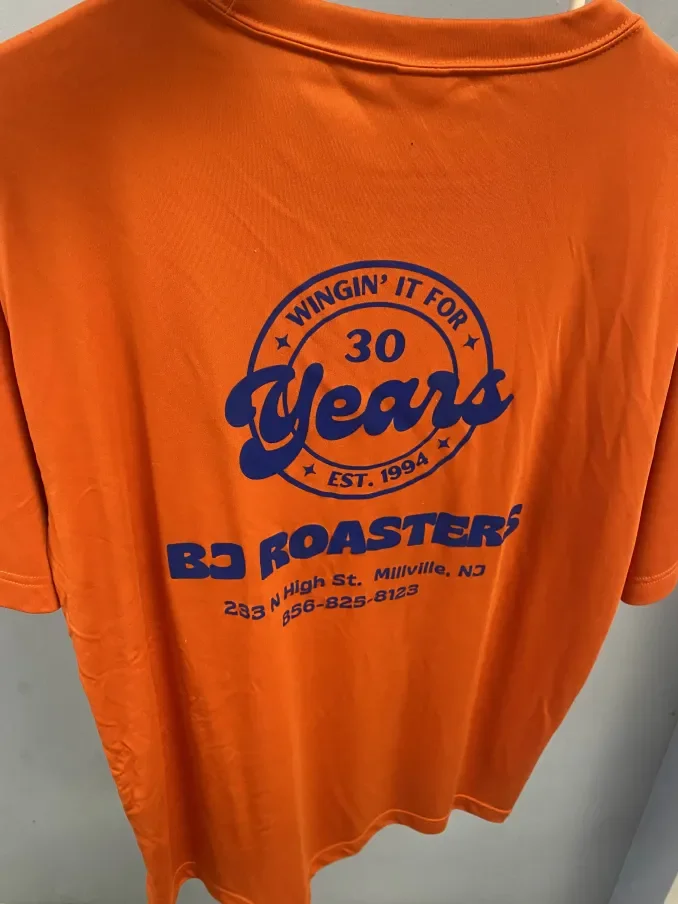 WINGIN' IT FOR
30
Years
EST. 1994
BJ ROASTERS
233 N High St. Millville, NJ
856-825-8123